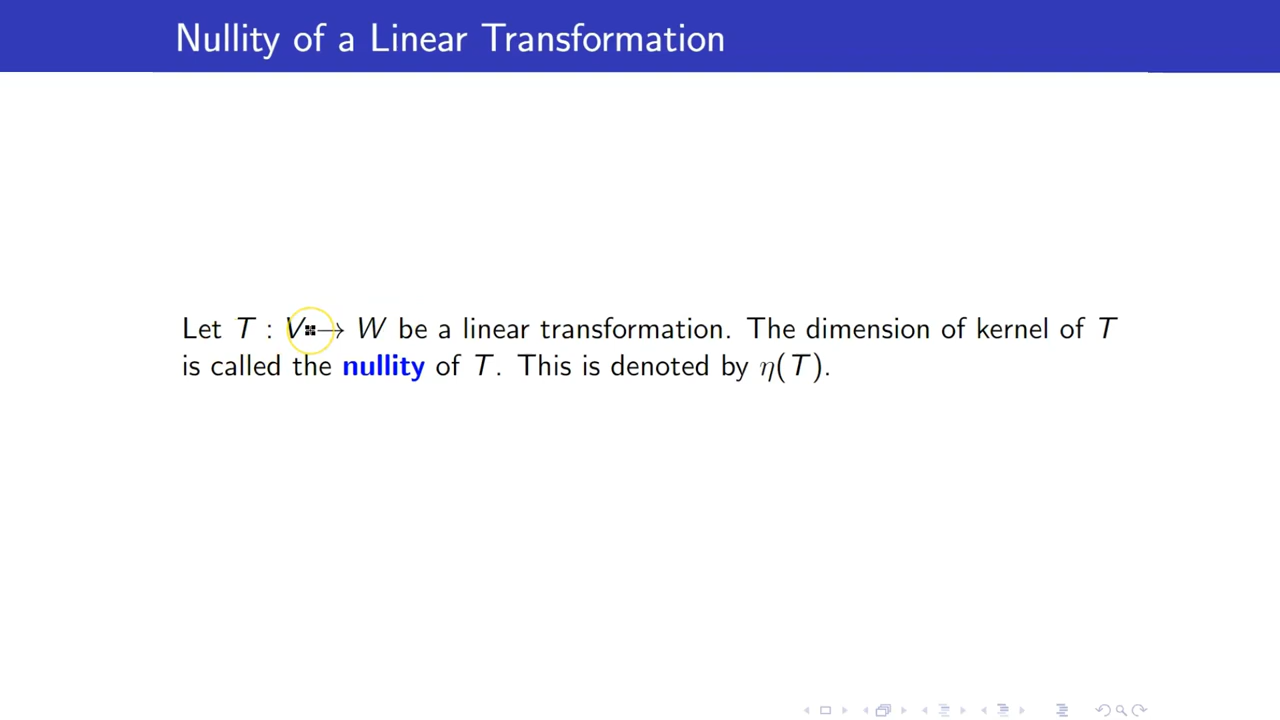 Nullity of a Linear Transformation
Let T : V → W be a linear transformation. The dimension of kernel of T
is called the nullity of T. This is denoted by η(T).